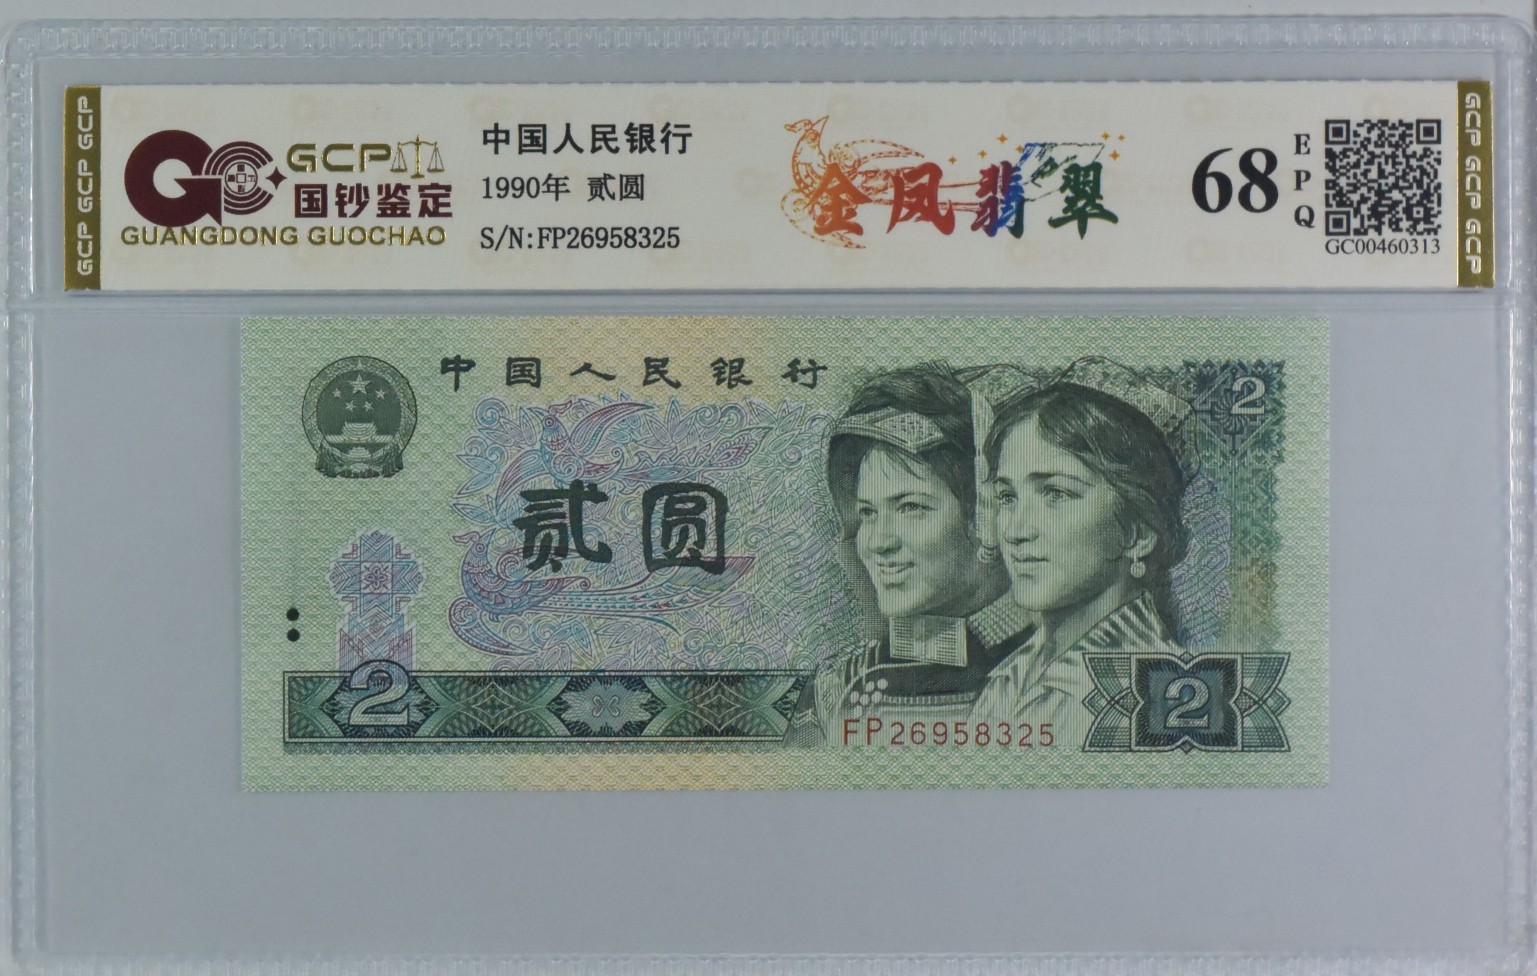 GCP GCP GCP
GCP
国钞鉴定
GUANGDONG GUOCHAO
中国人民银行
1990年 贰圆
S/N:FP26958325
金凤翡翠
68
EPQ
GC00460313
GCP GCP GCP
中国人民银行
2
贰圆
2
FP26958325
2